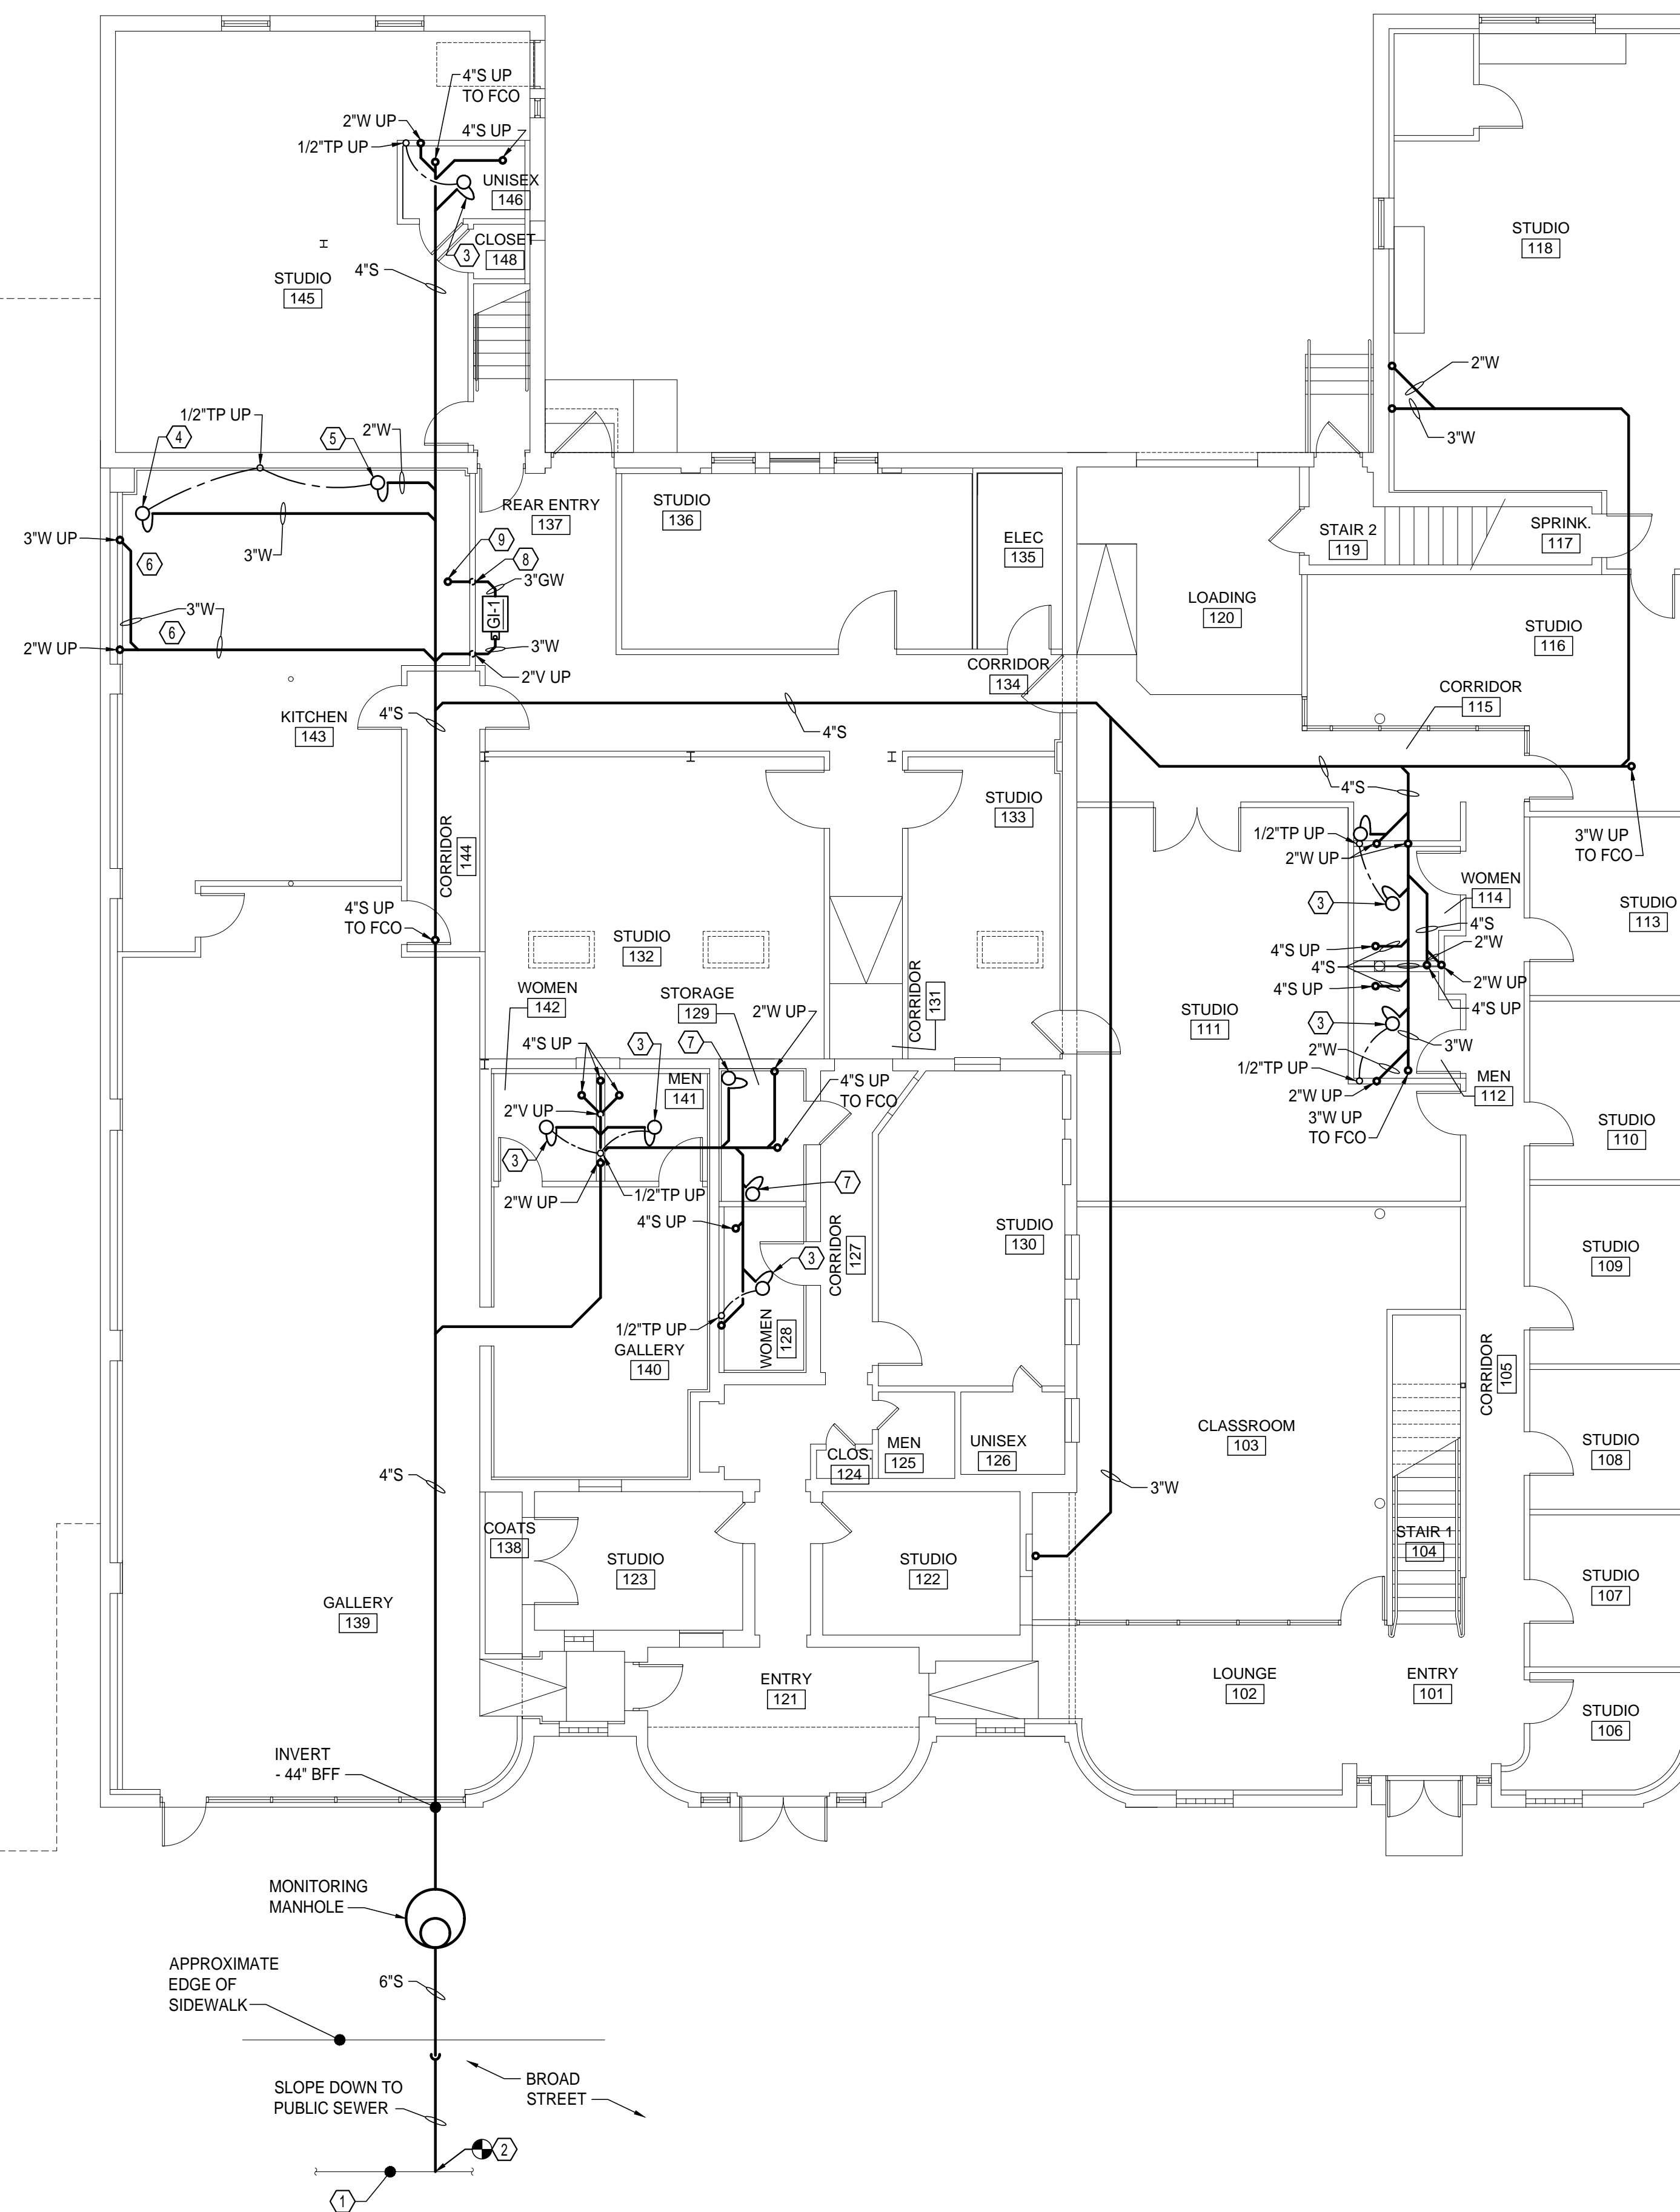 4"S UP
TO FCO
2"W UP
4"S UP
1/2"TP UP
UNISEX
146
3
CLOSET
148
4"S
STUDIO
145
STUDIO
118
2"W
3"W
1/2"TP UP
4
5
2"W
REAR ENTRY
137
STUDIO
136
ELEC
135
STAIR 2
119
SPRINK.
117
3"W UP
6
3"W
9
8
3"GW
GI-1
LOADING
120
STUDIO
116
3"W
6
2"W UP
3"W
2"V UP
CORRIDOR
134
CORRIDOR
115
KITCHEN
143
4"S
4"S
4"S
STUDIO
133
CORRIDOR
144
1/2"TP UP
2"W UP
3"W UP
TO FCO
WOMEN
114
3
STUDIO
113
4"S UP
TO FCO
STUDIO
132
4"S
2"W
4"S UP
4"S
2"W UP
4"S UP
4"S UP
WOMEN
142
STORAGE
129
2"W UP
CORRIDOR
131
STUDIO
111
3
3"W
4"S UP
3
7
2"W
1/2"TP UP
2"W UP
MEN
112
MEN
141
4"S UP
TO FCO
2"V UP
3"W UP
TO FCO
STUDIO
110
3
2"W UP
1/2"TP UP
7
4"S UP
STUDIO
130
STUDIO
109
3
CORRIDOR
127
1/2"TP UP
WOMEN
128
GALLERY
140
CORRIDOR
105
CLASSROOM
103
STUDIO
108
CLOS.
124
MEN
125
UNISEX
126
4"S
3"W
COATS
138
STUDIO
123
STUDIO
122
STAIR 1
104
STUDIO
107
GALLERY
139
ENTRY
121
LOUNGE
102
ENTRY
101
STUDIO
106
INVERT
- 44" BFF
MONITORING
MANHOLE
APPROXIMATE
EDGE OF
SIDEWALK
6"S
BROAD
STREET
SLOPE DOWN TO
PUBLIC SEWER
2
1